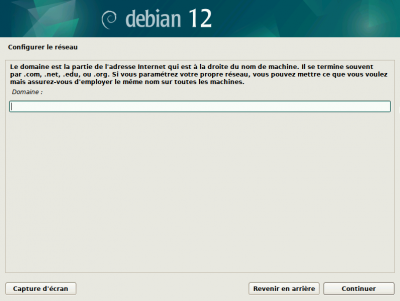 debian 12
Configurer le réseau
Le domaine est la partie de l'adresse Internet qui est à la droite du nom de machine. Il se termine souvent
par .com, .net, .edu, ou .org. Si vous paramétrez votre propre réseau, vous pouvez mettre ce que vous voulez
mais assurez-vous d'employer le même nom sur toutes les machines.
Domaine :
Capture d'écran
Revenir en arrière
Continuer